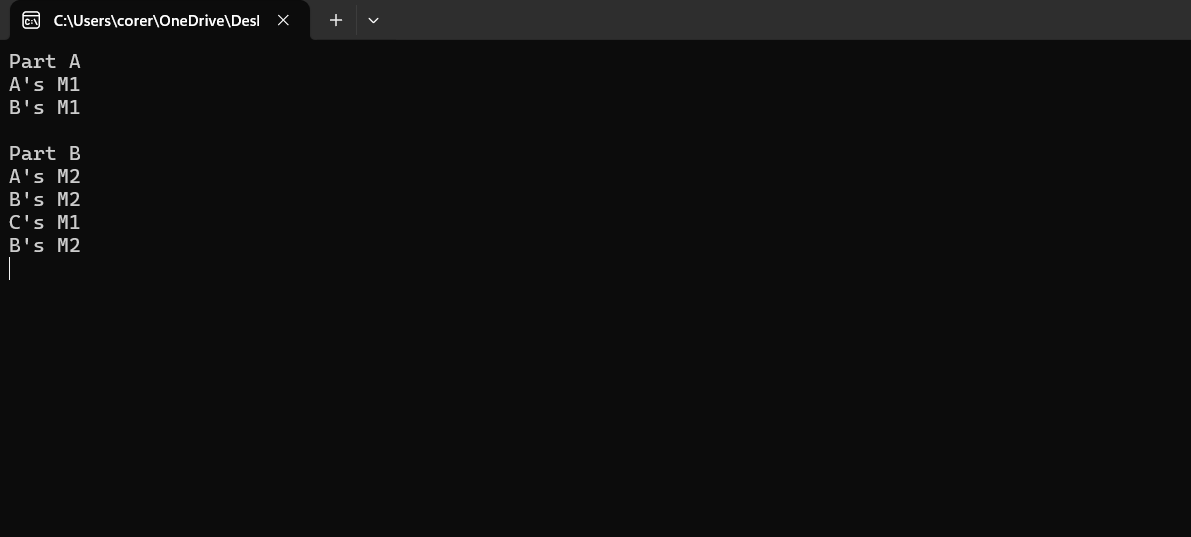 C:\Users\corer\OneDrive\Desl
Part A
A's M1
B's M1
Part B
A's M2
B's M2
C's M1
B's M2